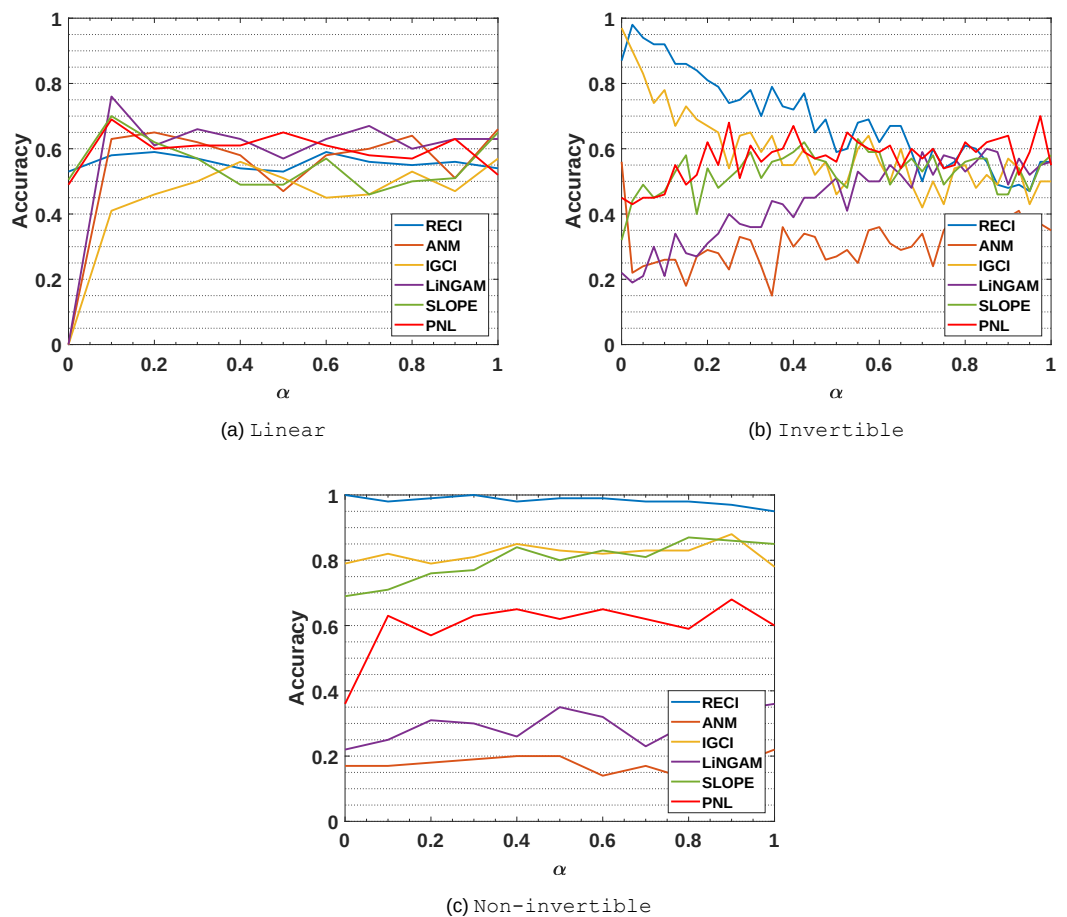 1
0.8
0.6
0.4
0.2
0
Accuracy
0 0.2 0.4 0.6 0.8 1
α
RECI
ANM
IGCI
LiNGAM
SLOPE
PNL
(a) Linear
1
0.8
0.6
0.4
0.2
0
Accuracy
0 0.2 0.4 0.6 0.8 1
α
RECI
ANM
IGCI
LiNGAM
SLOPE
PNL
(b) Invertible
1
0.8
0.6
0.4
0.2
0
Accuracy
0 0.2 0.4 0.6 0.8 1
α
RECI
ANM
IGCI
LiNGAM
SLOPE
PNL
(c) Non-invertible